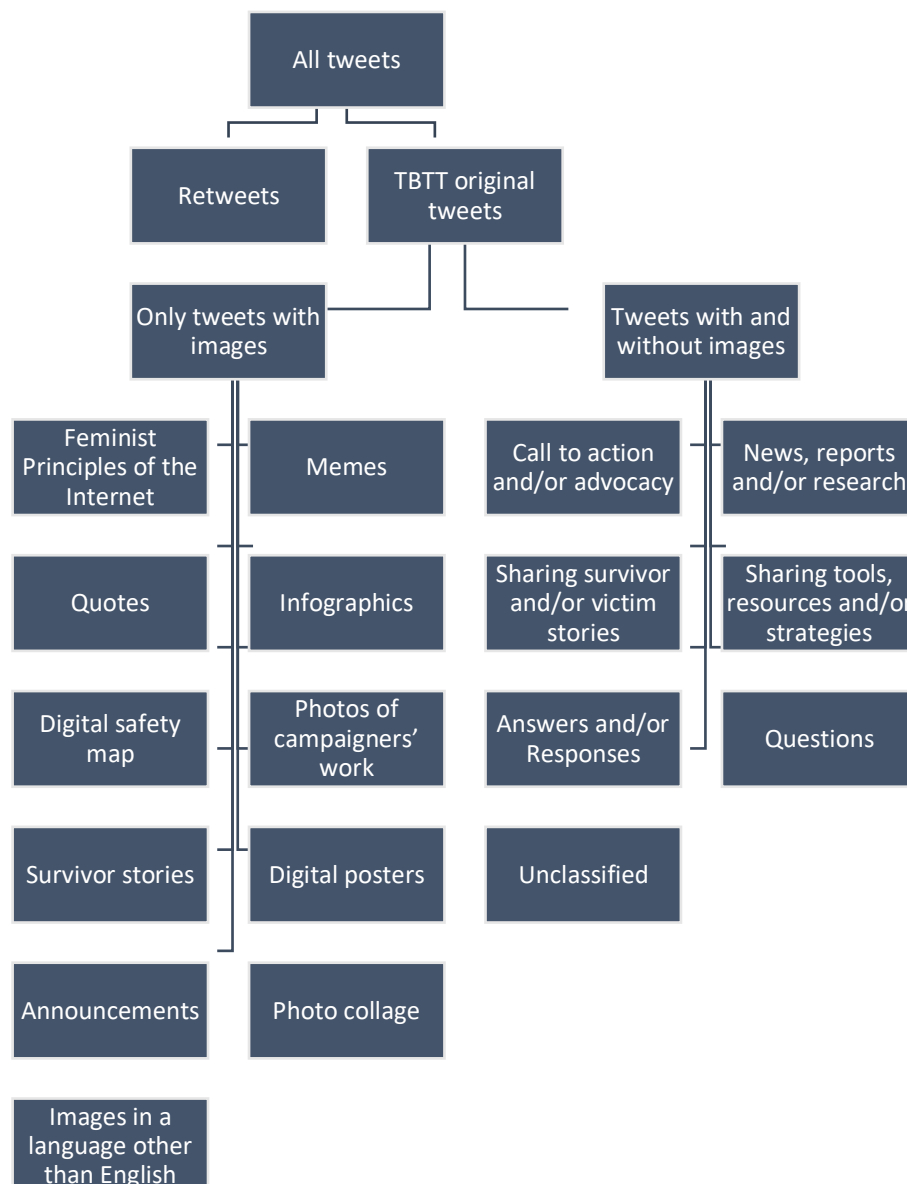 All tweets
Retweets
TBTT original
tweets
Only tweets with
images
Tweets with and
without images
Feminist
Principles of the
Internet
Memes
Call to action
and/or advocacy
News, reports
and/or research
Quotes
Infographics
Sharing survivor
and/or victim
stories
Sharing tools,
resources and/or
strategies
Digital safety
map
Photos of
campaigners’
work
Answers and/or
Responses
Questions
Survivor stories
Digital posters
Unclassified
Announcements
Photo collage
Images in a
language other
than English